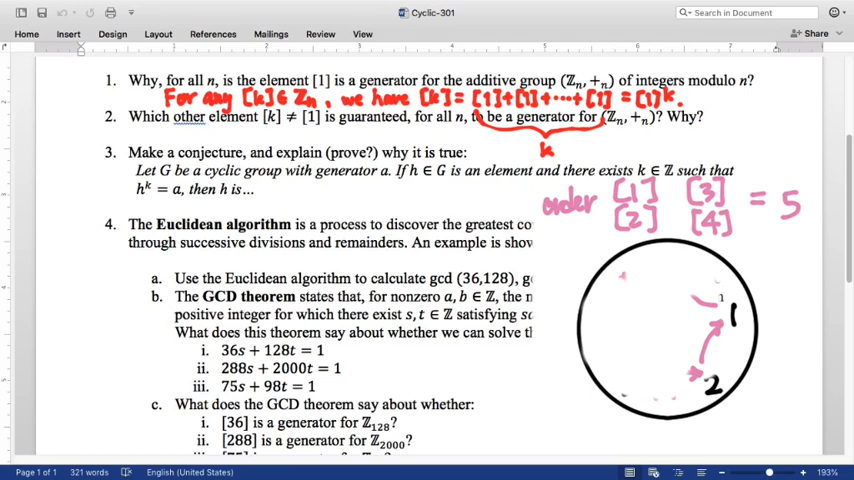 Cyclic-301
Search in Document
Home Insert Design Layout References Mailings Review View
Share
1 2 3 4 5 6 7
1. Why, for all n, is the element [1] is a generator for the additive group (ℤₙ, +ₙ) of integers modulo n?
For any [k] ∈ ℤₙ, we have [k] = [1]+[1]+···+[1] = [1]k.
2. Which other element [k] ≠ [1] is guaranteed, for all n, to be a generator for (ℤₙ, +ₙ)? Why?
k
3. Make a conjecture, and explain (prove?) why it is true:
Let G be a cyclic group with generator a. If h ∈ G is an element and there exists k ∈ ℤ such that
hᵏ = a, then h is…
order [1] [3] = 5
[2] [4]
4. The Euclidean algorithm is a process to discover the greatest co
through successive divisions and remainders. An example is show
a. Use the Euclidean algorithm to calculate gcd (36,128), g
b. The GCD theorem states that, for nonzero a, b ∈ ℤ, the n
positive integer for which there exist s, t ∈ ℤ satisfying sa
What does this theorem say about whether we can solve th
1
2
i. 36s + 128t = 1
ii. 288s + 2000t = 1
iii. 75s + 98t = 1
c. What does the GCD theorem say about whether:
i. [36] is a generator for ℤ₁₂₈?
ii. [288] is a generator for ℤ₂₀₀₀?
Page 1 of 1 321 words English (United States) 193%